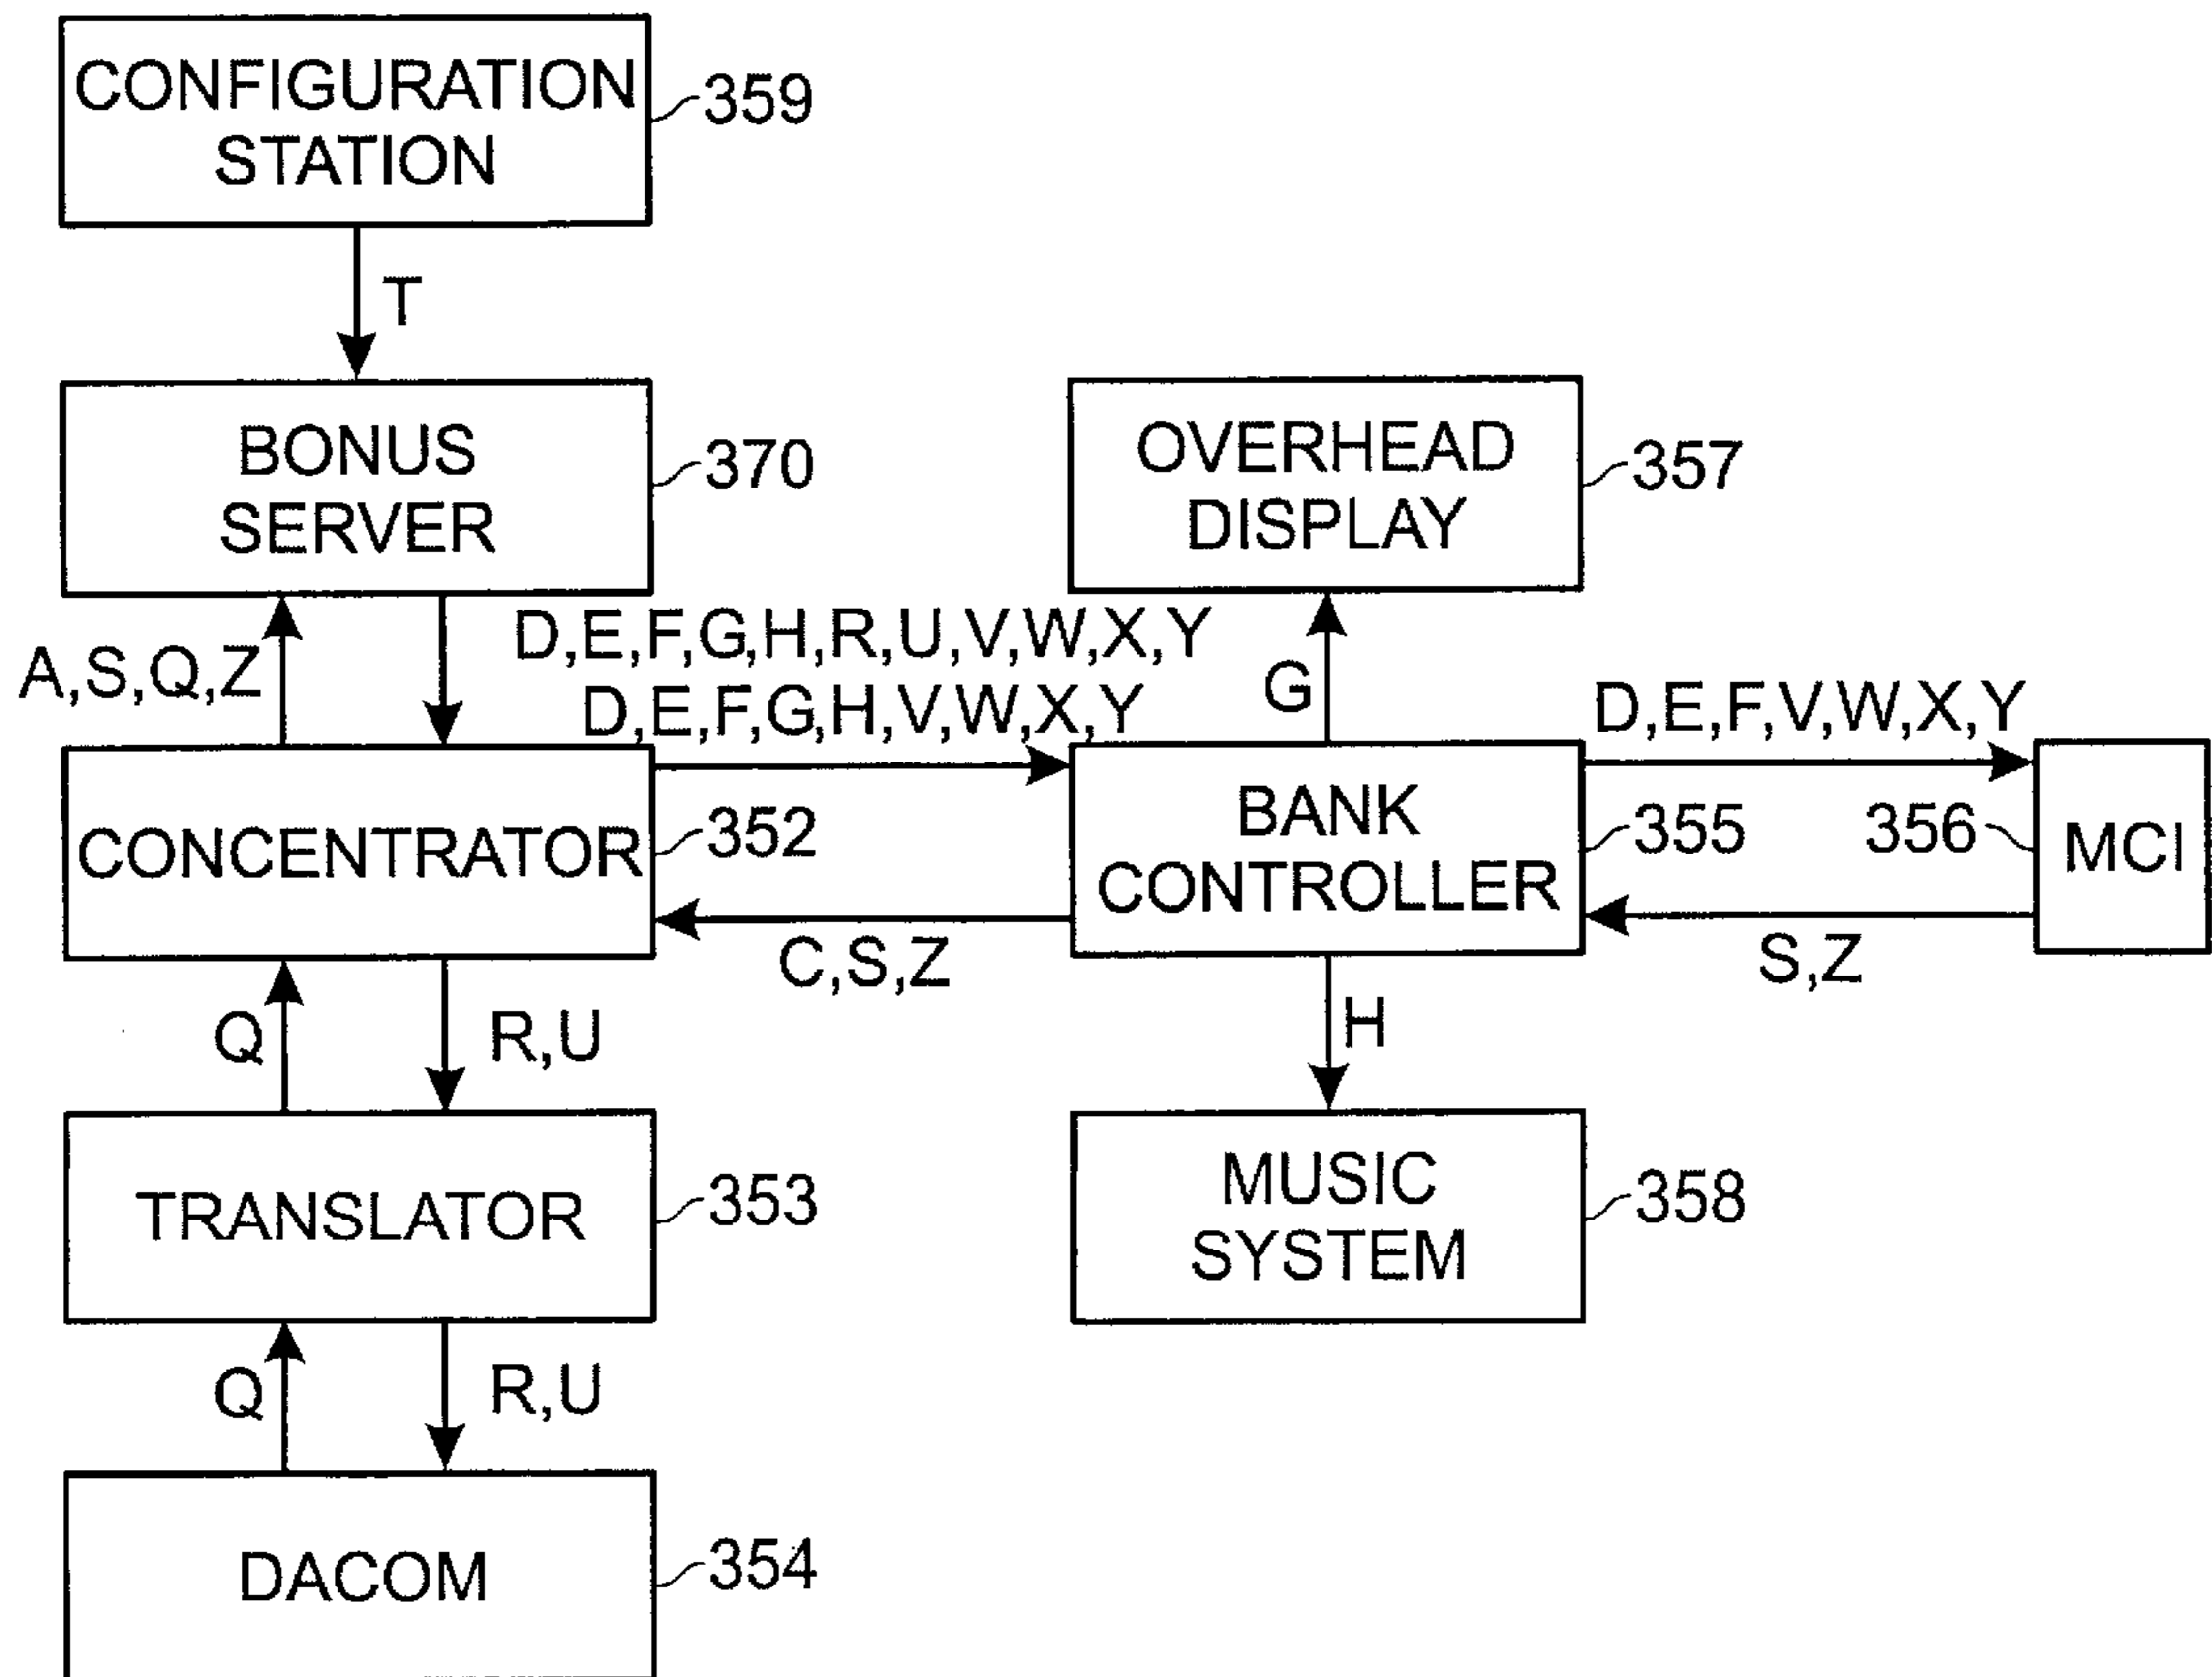 CONFIGURATION
STATION
359
T
BONUS
SERVER
370
OVERHEAD
DISPLAY
357
A,S,Q,Z
D,E,F,G,H,R,U,V,W,X,Y
D,E,F,G,H,V,W,X,Y
G
D,E,F,V,W,X,Y
CONCENTRATOR
352
BANK
CONTROLLER
355
356
MCI
C,S,Z
S,Z
Q
R,U
H
TRANSLATOR
353
MUSIC
SYSTEM
358
Q
R,U
DACOM
354